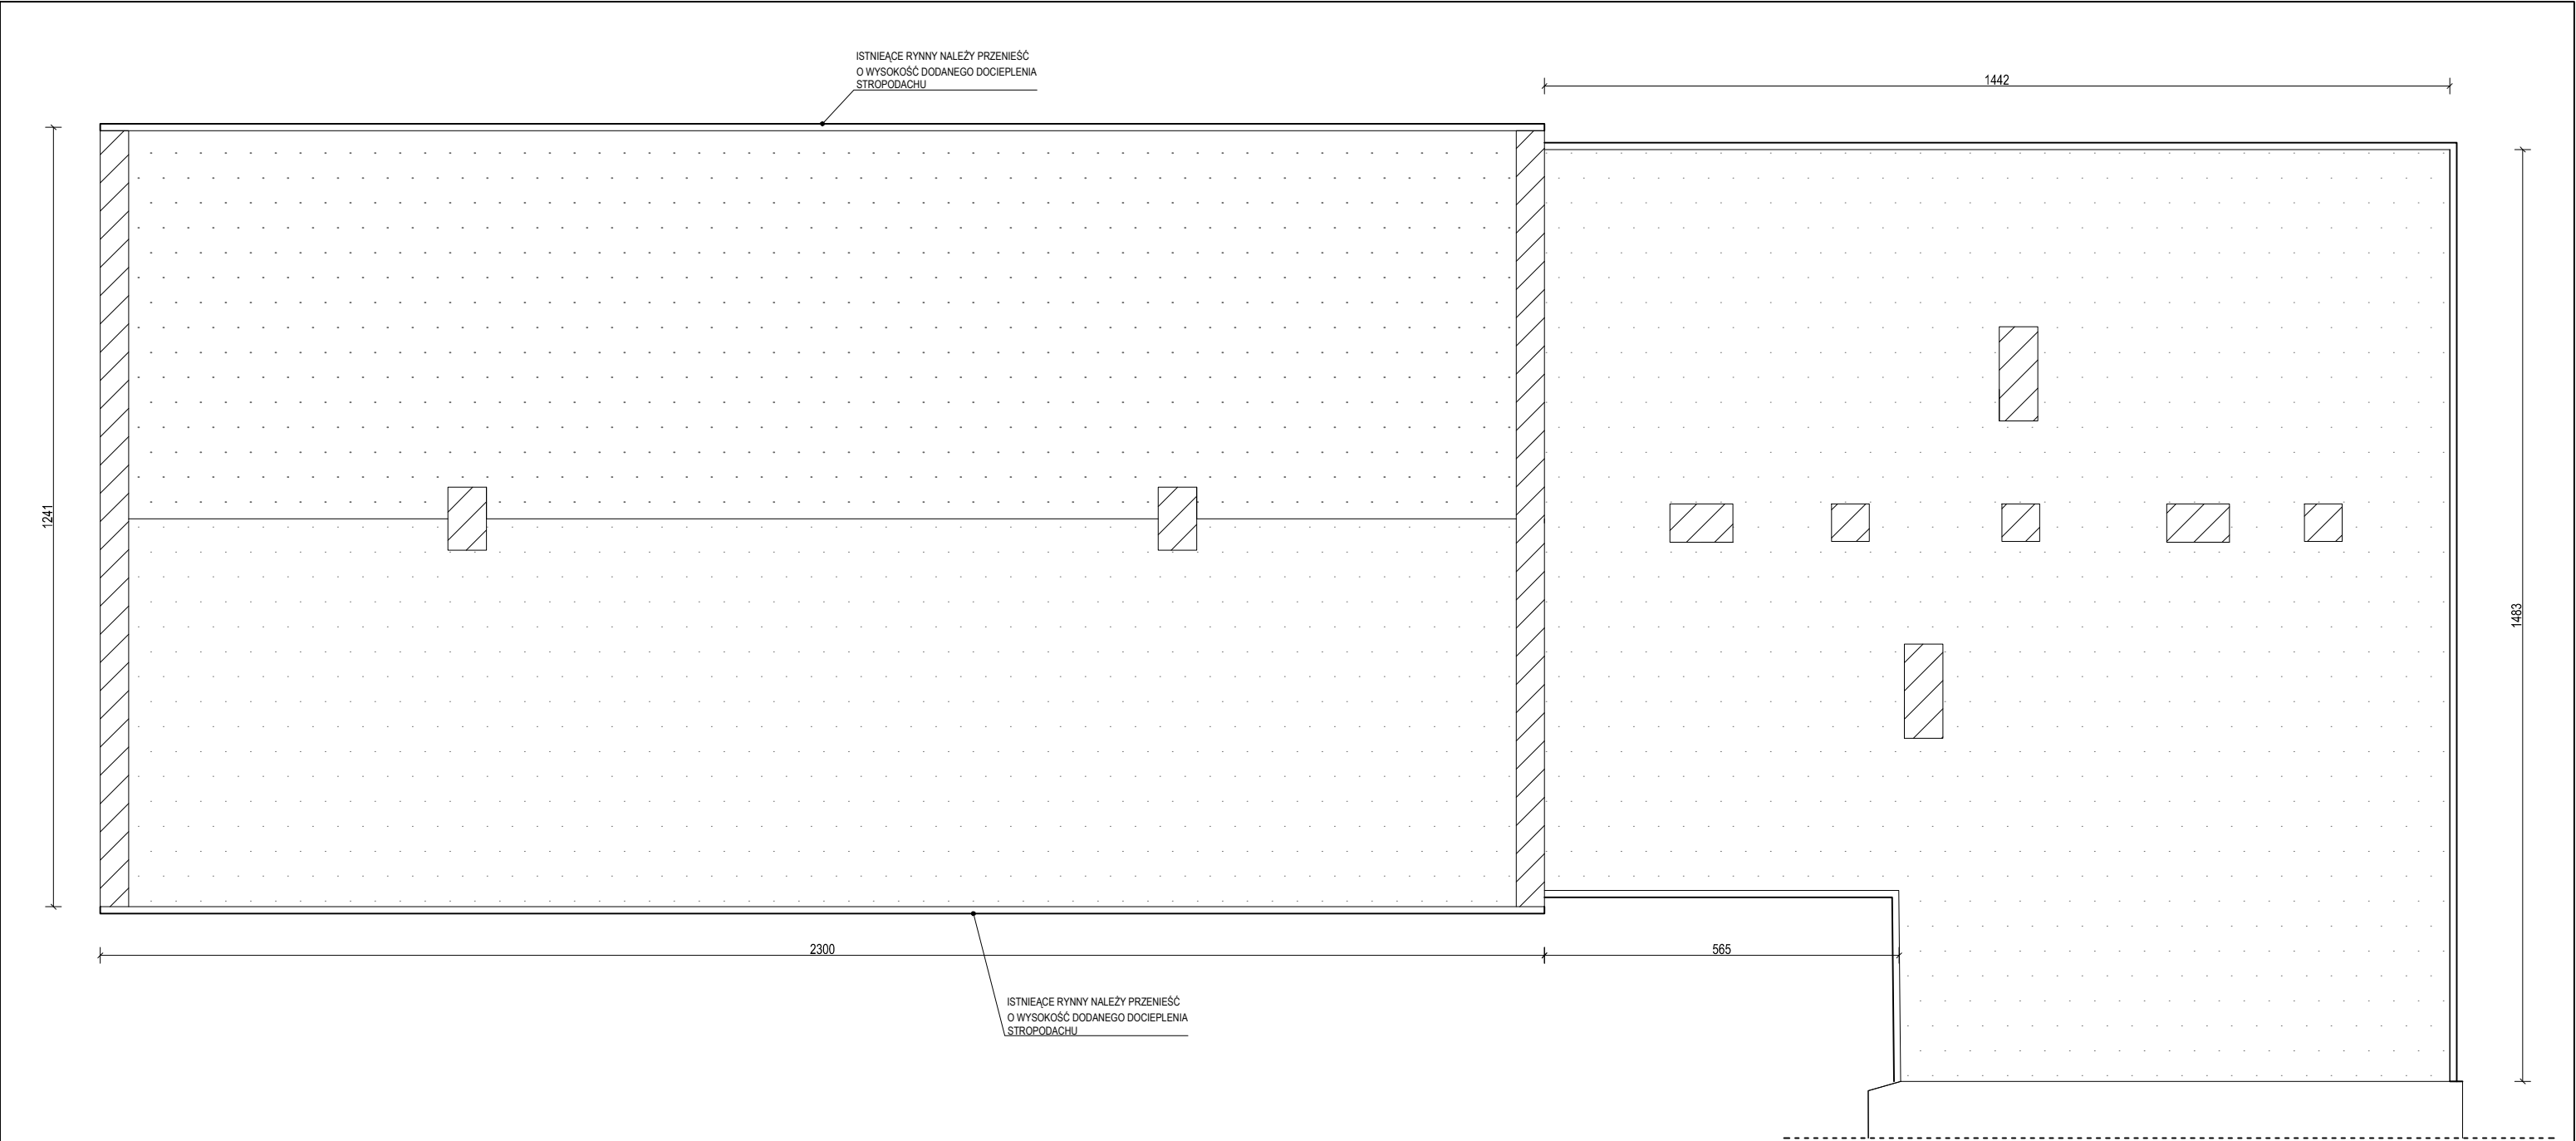 ISTNIEĄCE RYNNY NALEŻY PRZENIEŚĆ
O WYSOKOŚĆ DODANEGO DOCIEPLENIA
STROPODACHU
1442
1241
1483
2300
565
ISTNIEĄCE RYNNY NALEŻY PRZENIEŚĆ
O WYSOKOŚĆ DODANEGO DOCIEPLENIA
STROPODACHU